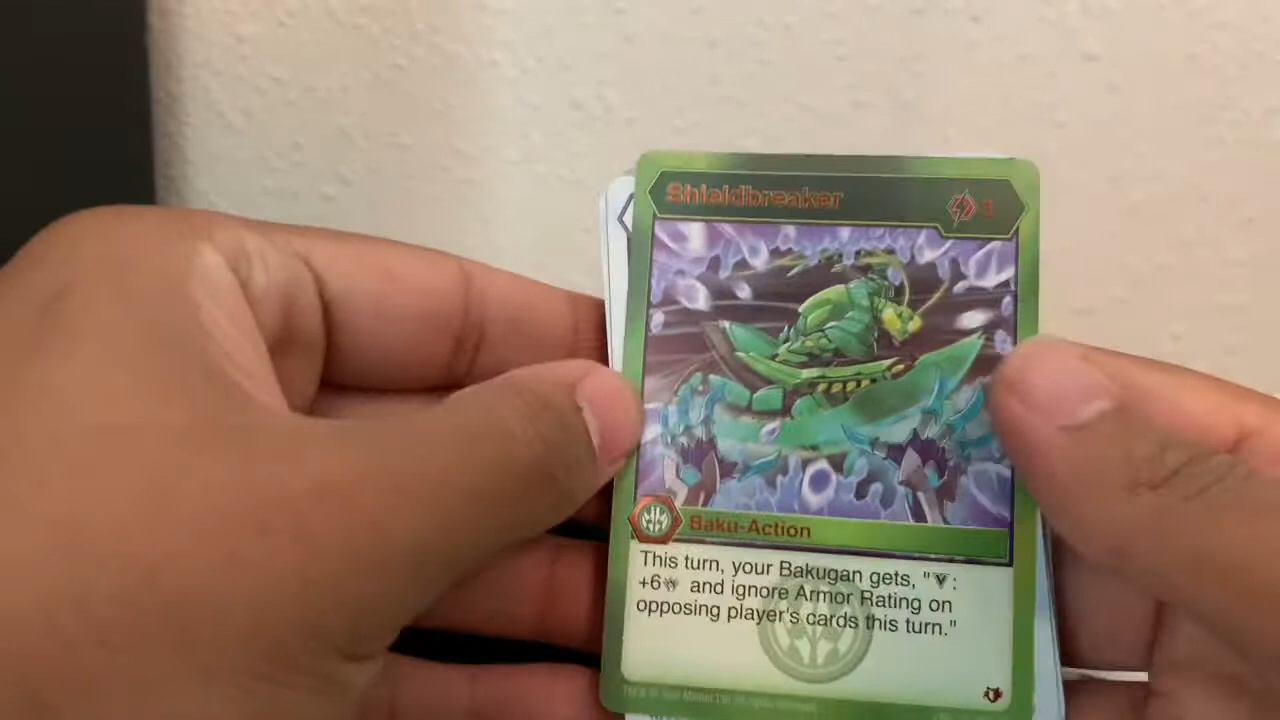 Shieldbreaker
Baku-Action
This turn, your Bakugan gets, " :
+6 and ignore Armor Rating on
opposing player's cards this turn."